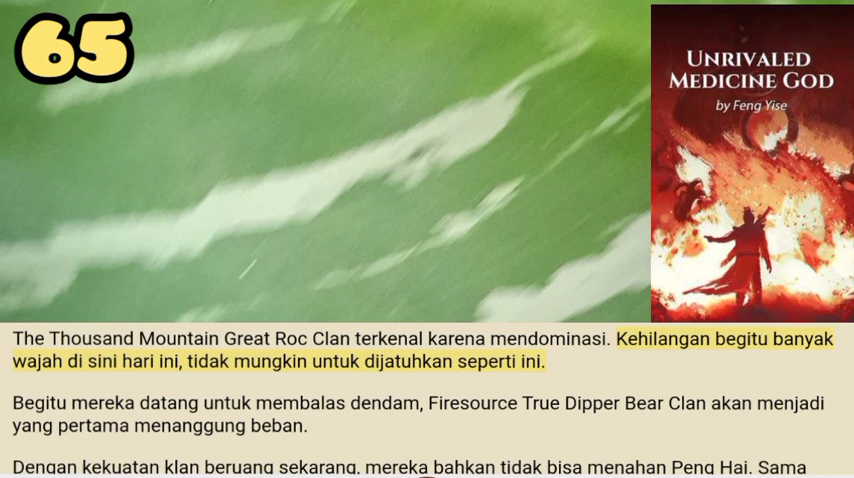 65
UNRIVALED
MEDICINE GOD
by Feng Yise
The Thousand Mountain Great Roc Clan terkenal karena mendominasi. Kehilangan begitu banyak
wajah di sini hari ini, tidak mungkin untuk dijatuhkan seperti ini.
Begitu mereka datang untuk membalas dendam, Firesource True Dipper Bear Clan akan menjadi
yang pertama menanggung beban.
Dengan kekuatan klan beruang sekarang, mereka bahkan tidak bisa menahan Peng Hai. Sama